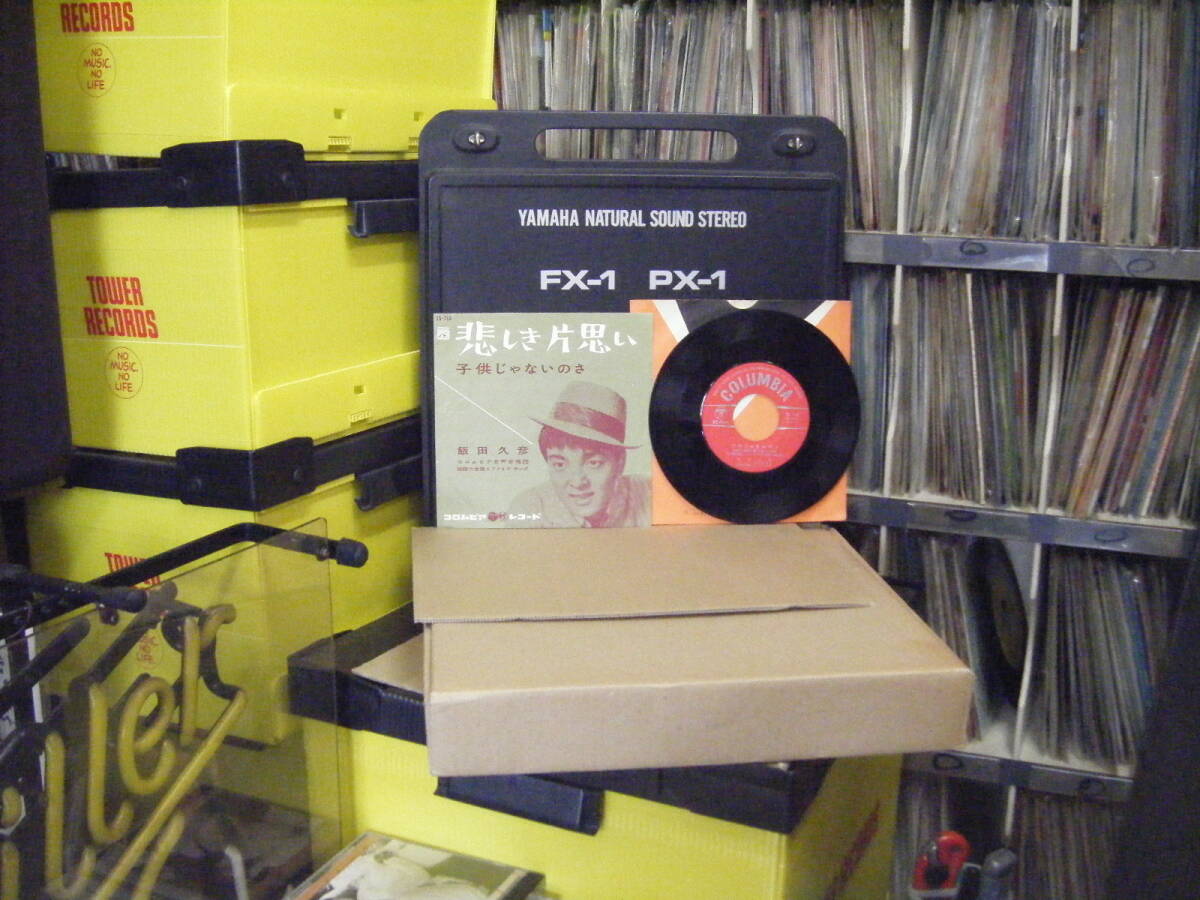 RECORDS
NO
MUSIC,
NO
LIFE
YAMAHA NATURAL SOUND STEREO
FX-1 PX-1
TOWER
RECORDS
NO
MUSIC,
NO
LIFE
悲しき片思い
子供じゃないのさ
飯田久彦
コロムビア レコード
COLUMBIA
TOWER